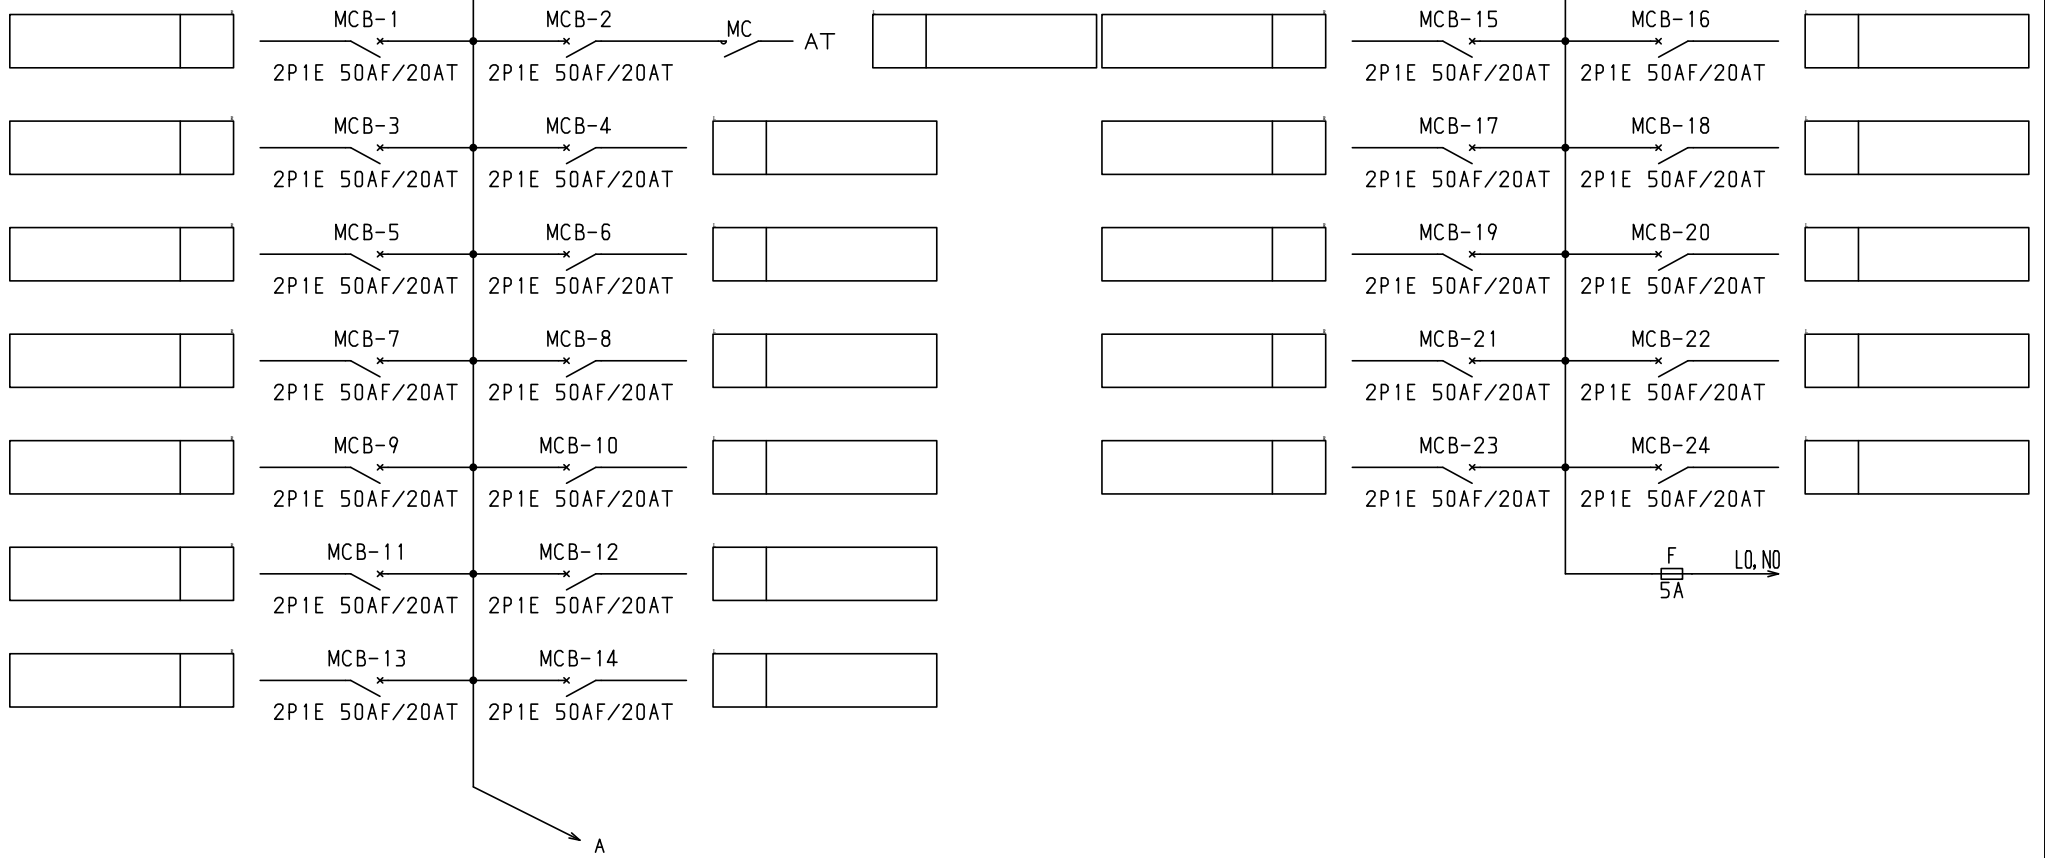 MCB-1 MCB-2 MC AT
2P1E 50AF/20AT 2P1E 50AF/20AT
MCB-3 MCB-4
2P1E 50AF/20AT 2P1E 50AF/20AT
MCB-5 MCB-6
2P1E 50AF/20AT 2P1E 50AF/20AT
MCB-7 MCB-8
2P1E 50AF/20AT 2P1E 50AF/20AT
MCB-9 MCB-10
2P1E 50AF/20AT 2P1E 50AF/20AT
MCB-11 MCB-12
2P1E 50AF/20AT 2P1E 50AF/20AT
MCB-13 MCB-14
2P1E 50AF/20AT 2P1E 50AF/20AT
A
MCB-15 MCB-16
2P1E 50AF/20AT 2P1E 50AF/20AT
MCB-17 MCB-18
2P1E 50AF/20AT 2P1E 50AF/20AT
MCB-19 MCB-20
2P1E 50AF/20AT 2P1E 50AF/20AT
MCB-21 MCB-22
2P1E 50AF/20AT 2P1E 50AF/20AT
MCB-23 MCB-24
2P1E 50AF/20AT 2P1E 50AF/20AT
F L0,N0
5A